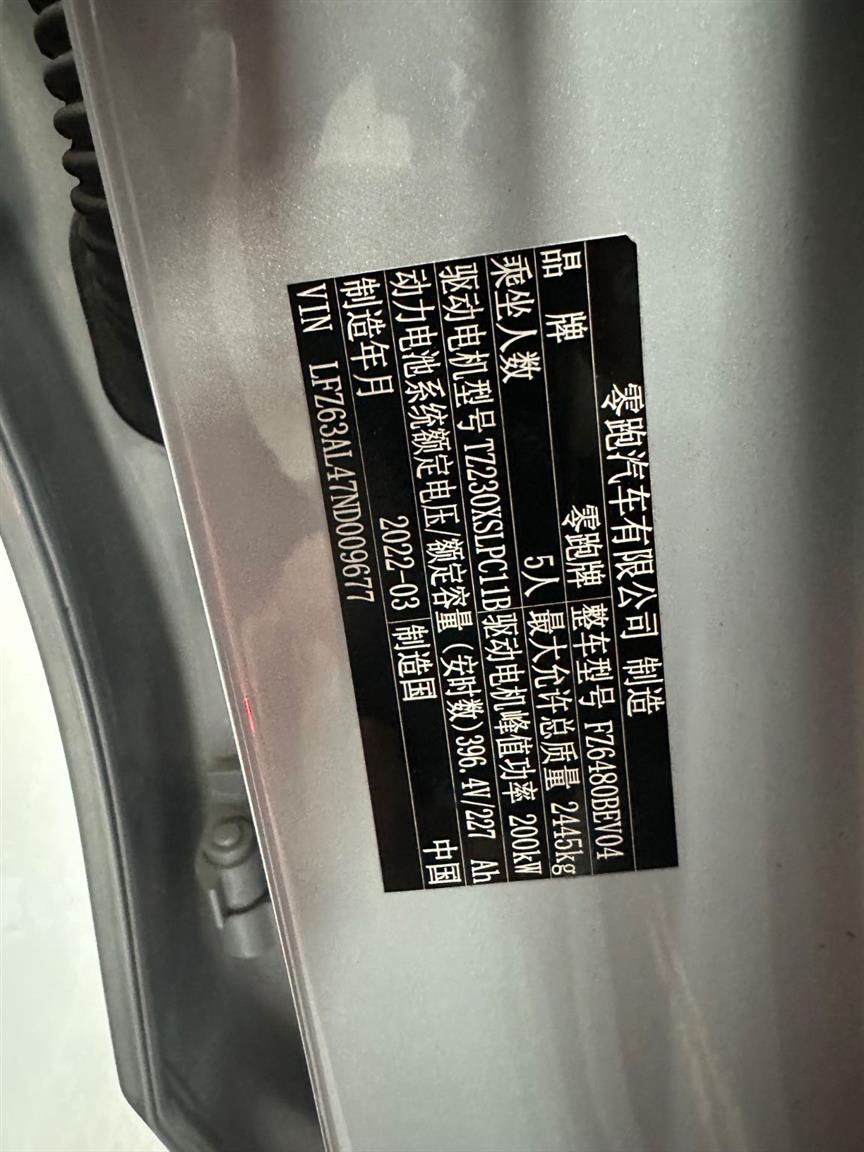 零跑汽车有限公司 制造
品 牌 零跑牌 整车型号 FZ6480BEV04
乘坐人数 5人 最大允许总质量 2445kg
驱动电机型号 TZ230XSLPC11B 驱动电机峰值功率 200kW
动力电池系统额定电压/额定容量(安时数) 396.4V/227 Ah
制造年月 2022-03 制造国 中国
VIN LFZ63AL47ND009677